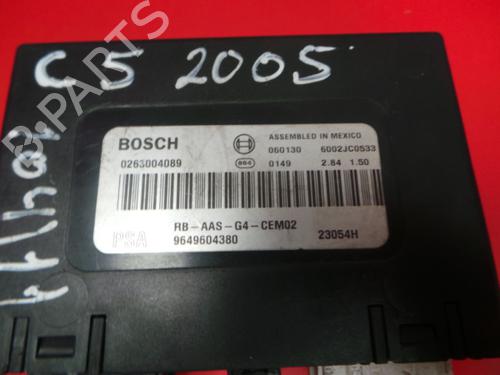 C5 2005
BOSCH
ASSEMBLED IN MEXICO
060130 6002JC0533
0263004089
864
0149 2.84 1.50
RB-AAS-G4-CEM02
PSA
9649604380
23054H
B-PARTS